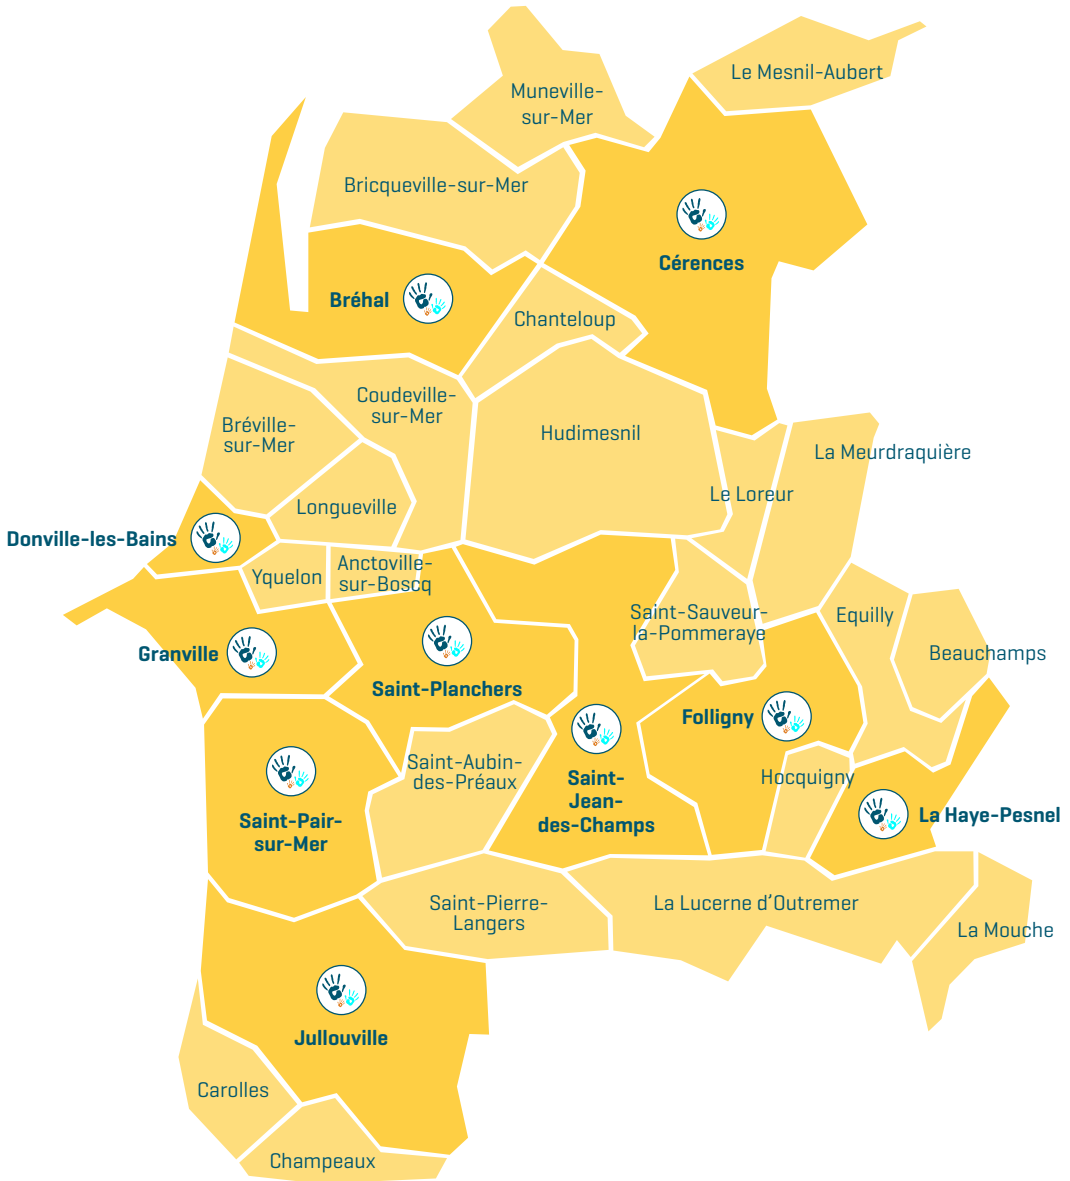 Le Mesnil-Aubert
Muneville-
sur-Mer
Bricqueville-sur-Mer
Cérences
Bréhal
Chanteloup
Coudeville-
sur-Mer
Bréville-
sur-Mer
Hudimesnil
La Meurdraquière
Le Loreur
Longueville
Donville-les-Bains
Yquelon
Anctoville-
sur-Boscq
Saint-Sauveur-
la-Pommeraye
Equilly
Beauchamps
Granville
Saint-Planchers
Folligny
Saint-Aubin-
des-Préaux
Saint-
Jean-
des-Champs
Hocquigny
La Haye-Pesnel
Saint-Pair-
sur-Mer
Saint-Pierre-
Langers
La Lucerne d’Outremer
La Mouche
Jullouville
Carolles
Champeaux